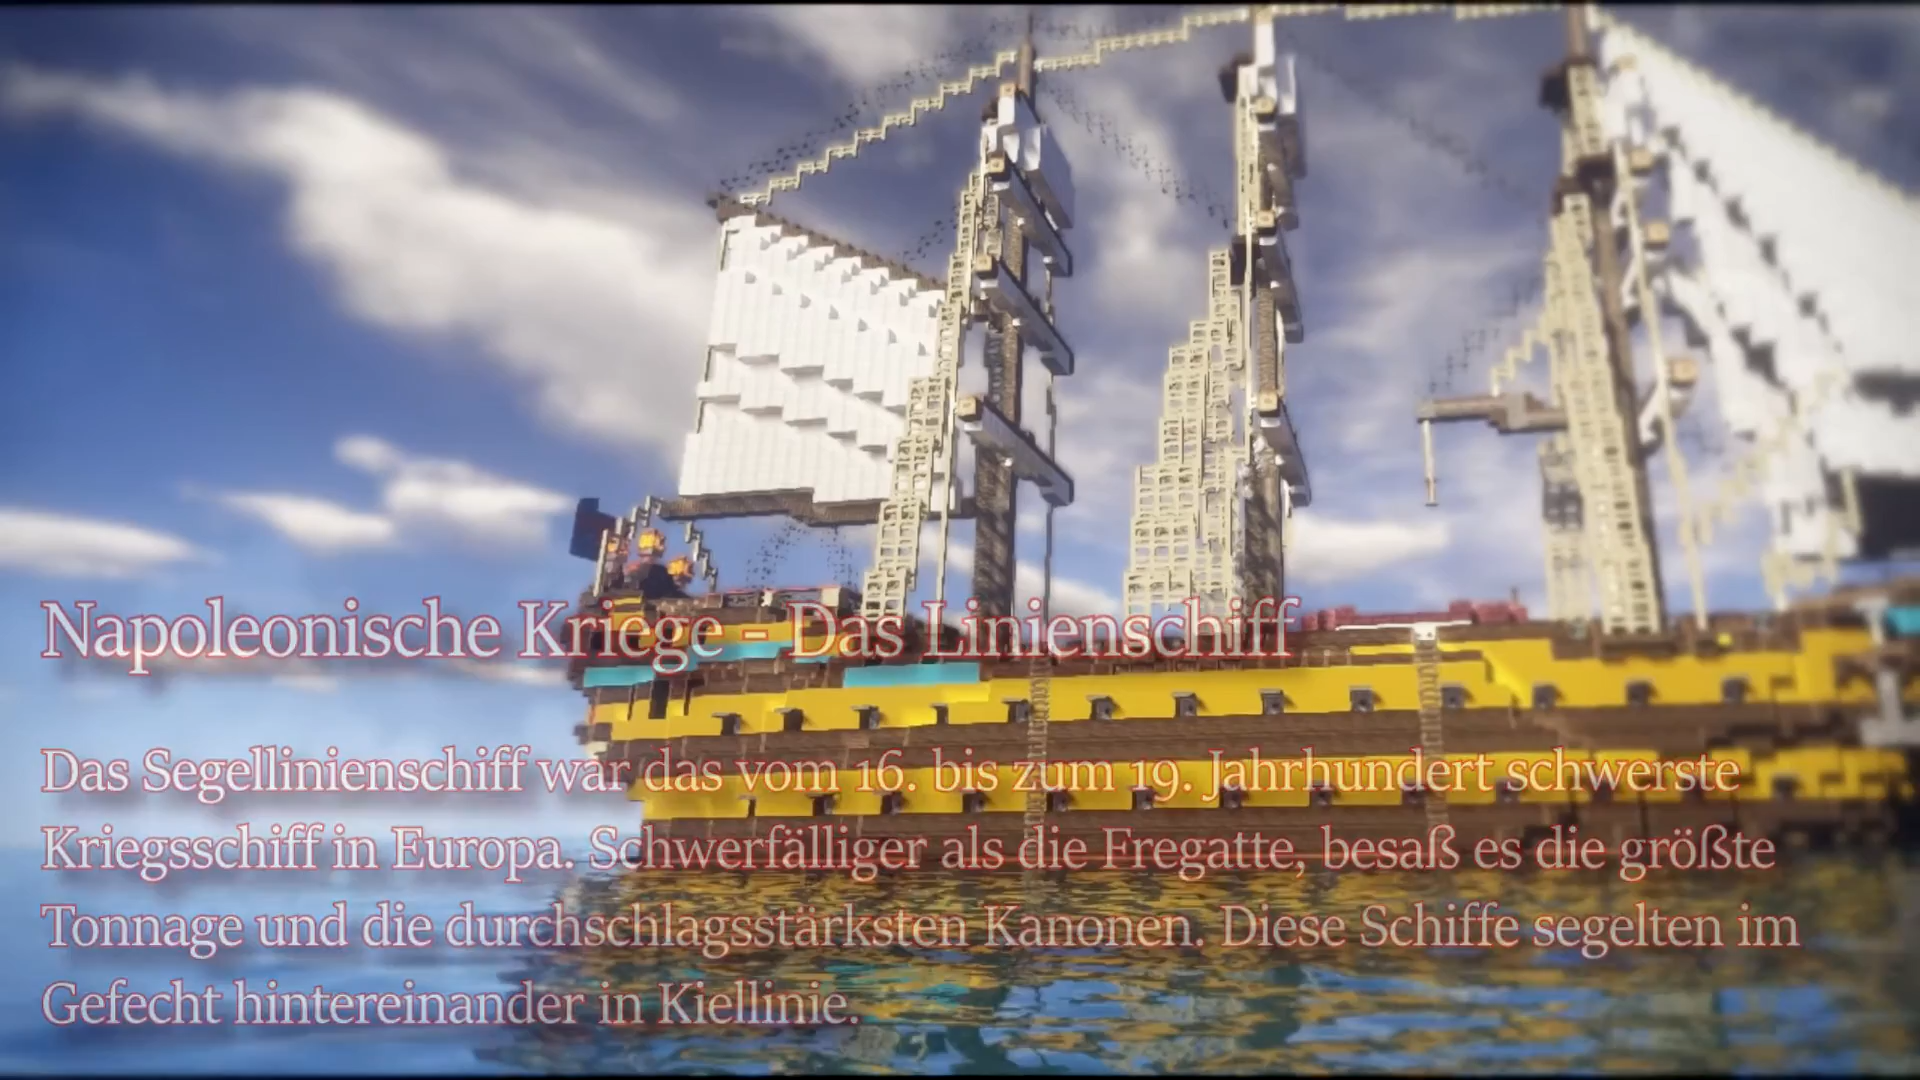 Napoleonische Kriege - Das Linienschiff
Das Segellinienschiff war das vom 16. bis zum 19. Jahrhundert schwerste
Kriegsschiff in Europa. Schwerfälliger als die Fregatte, besaß es die größte
Tonnage und die durchschlagsstärksten Kanonen. Diese Schiffe segelten im
Gefecht hintereinander in Kiellinie.